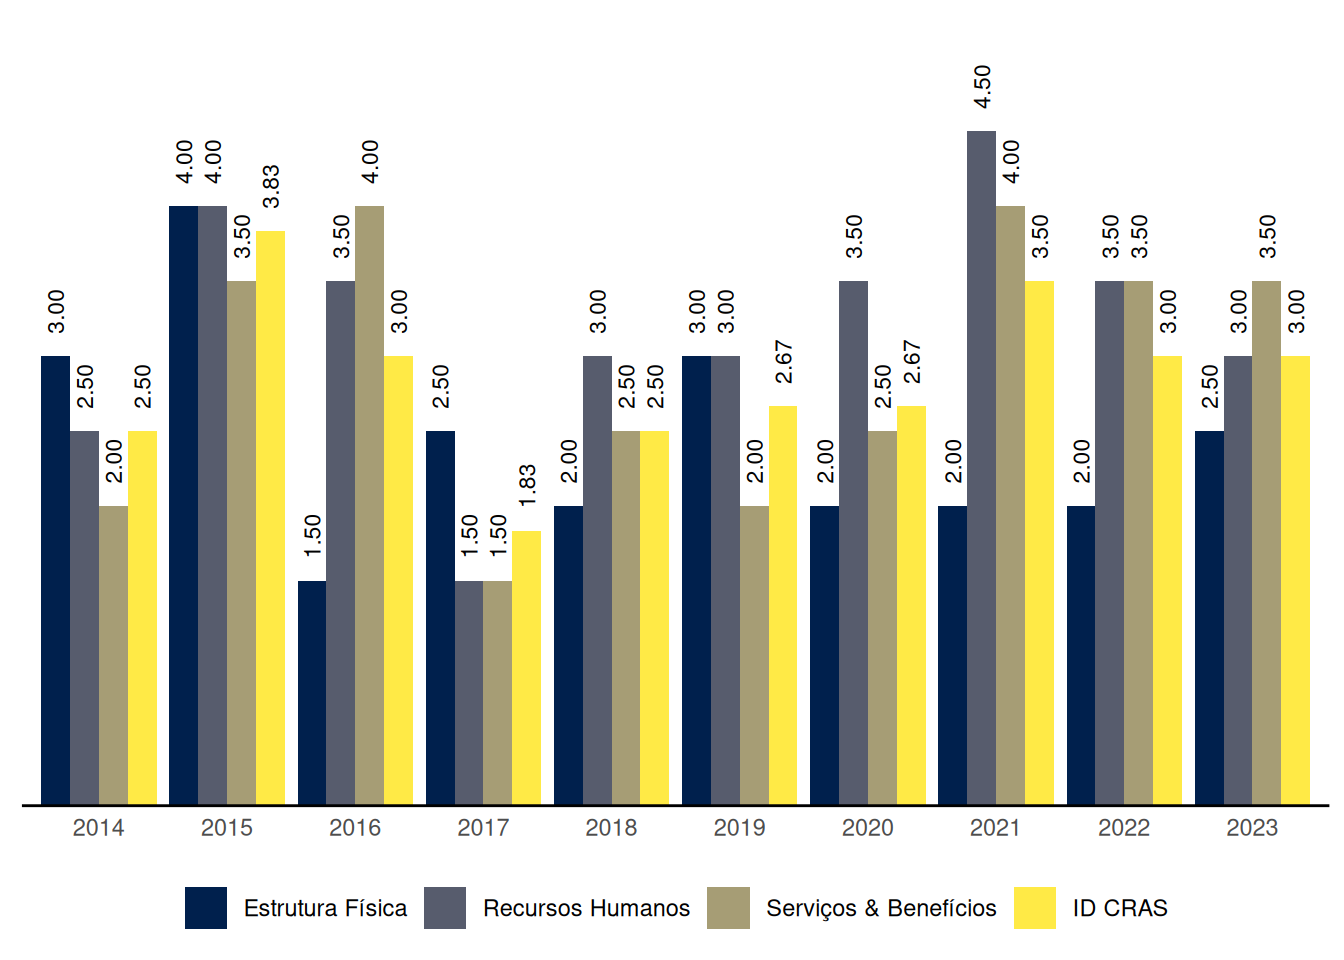 4.50
4.00 4.00 4.00 4.00
3.83
3.50 3.50 3.50 3.50 3.50 3.50 3.50
3.00 3.00 3.00 3.00 3.00 3.00 3.00 3.00
2.67 2.67
2.50 2.50 2.50 2.50 2.50 2.50 2.50
2.00 2.00 2.00 2.00 2.00 2.00
1.83
1.50 1.50 1.50
2014 2015 2016 2017 2018 2019 2020 2021 2022 2023
Estrutura Física Recursos Humanos Serviços & Benefícios ID CRAS